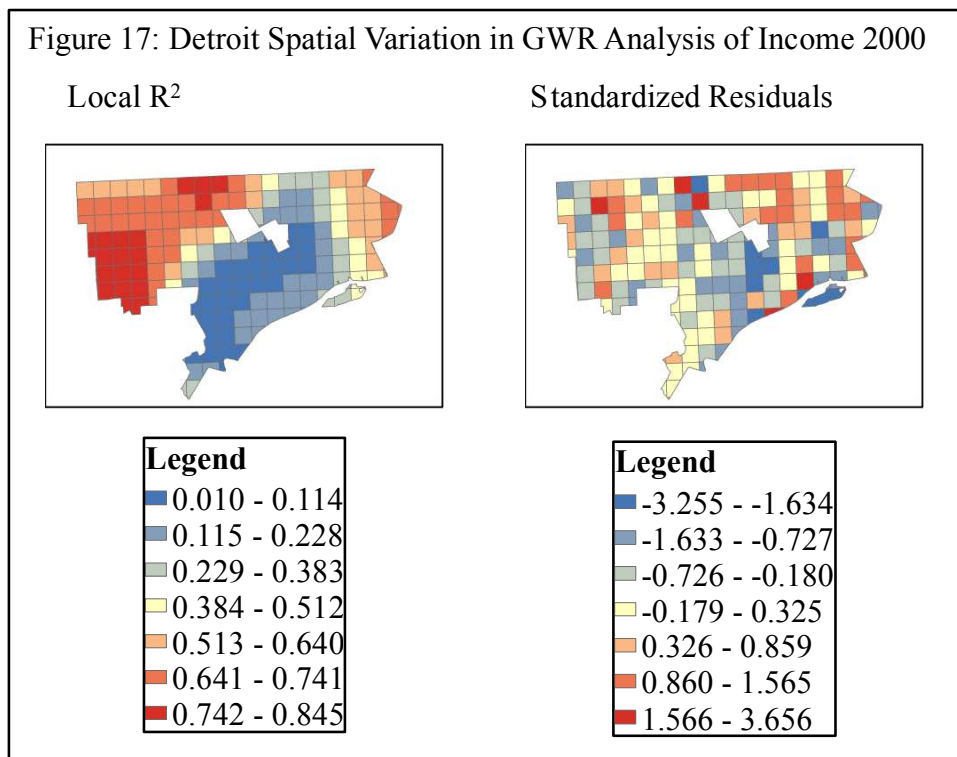 Figure 17: Detroit Spatial Variation in GWR Analysis of Income 2000
Local R²
Standardized Residuals
Legend
0.010 - 0.114
0.115 - 0.228
0.229 - 0.383
0.384 - 0.512
0.513 - 0.640
0.641 - 0.741
0.742 - 0.845
Legend
-3.255 - -1.634
-1.633 - -0.727
-0.726 - -0.180
-0.179 - 0.325
0.326 - 0.859
0.860 - 1.565
1.566 - 3.656